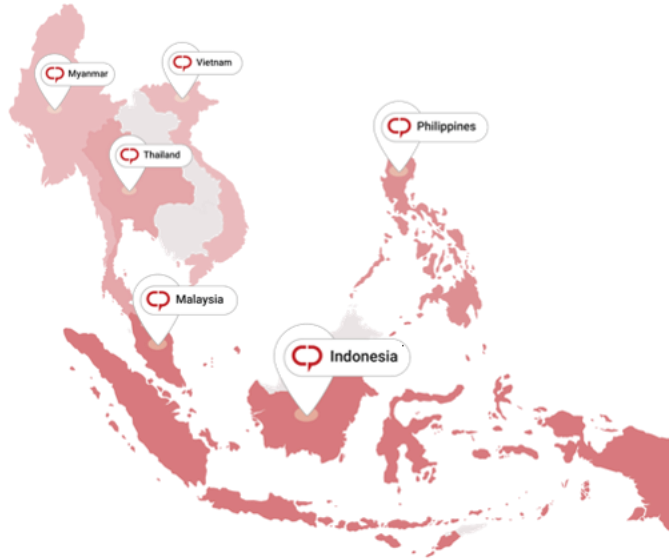 Vietnam
Myanmar
Philippines
Thailand
Malaysia
Indonesia